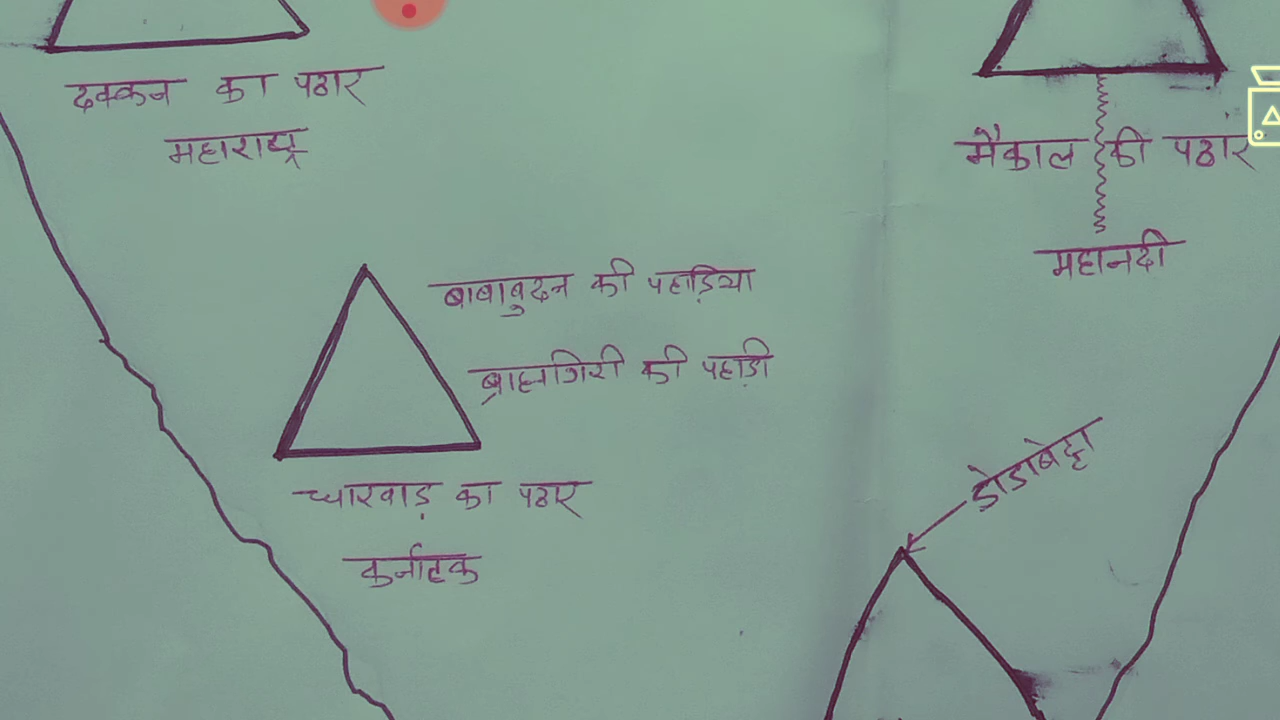 दक्कन का पठार
महाराष्ट्र
मैकाल की पठार
महानदी
बाबाबुदन की पहाड़िया
ब्राह्मगिरी की पहाड़ी
धारवाड़ का पठार
कर्नाटक
डोडाबेट्टा